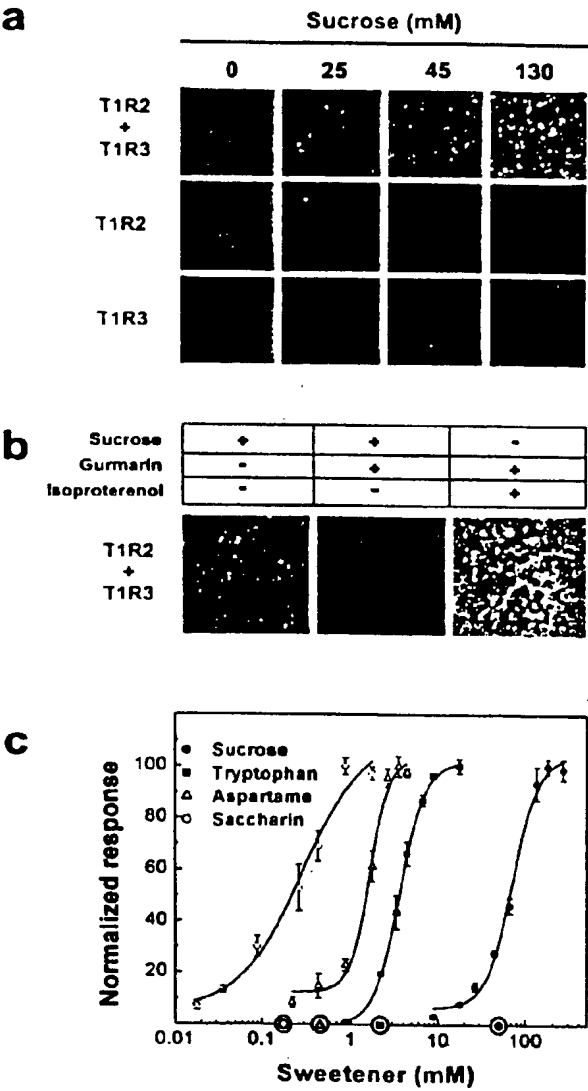 a
Sucrose (mM)
0 25 45 130
T1R2
+
T1R3
T1R2
T1R3
b
Sucrose + + -
Gurmarin - + +
Isoproterenol - - +
T1R2
+
T1R3
c
Sucrose
Tryptophan
Aspartame
Saccharin
100
80
60
40
20
Normalized response
0.01 0.1 1 10 100
Sweetener (mM)